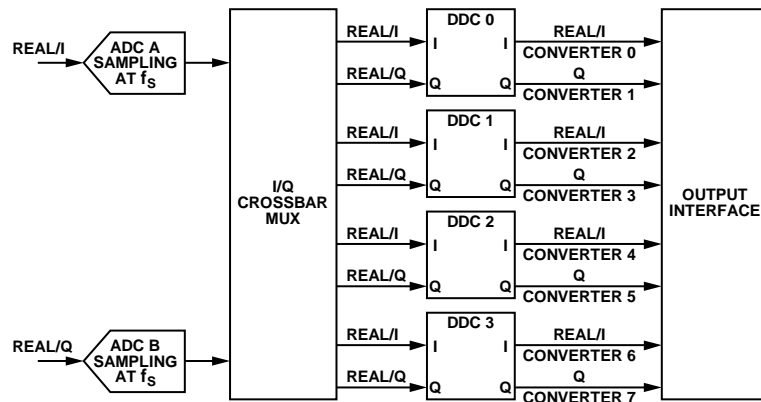 REAL/I
ADC A
SAMPLING
AT fS
I/Q
CROSSBAR
MUX
REAL/Q
ADC B
SAMPLING
AT fS
REAL/I
REAL/Q
DDC 0
I
I
Q
Q
REAL/I
CONVERTER 0
Q
CONVERTER 1
REAL/I
REAL/Q
DDC 1
I
I
Q
Q
REAL/I
CONVERTER 2
Q
CONVERTER 3
REAL/I
REAL/Q
DDC 2
I
I
Q
Q
REAL/I
CONVERTER 4
Q
CONVERTER 5
REAL/I
REAL/Q
DDC 3
I
I
Q
Q
REAL/I
CONVERTER 6
Q
CONVERTER 7
OUTPUT
INTERFACE